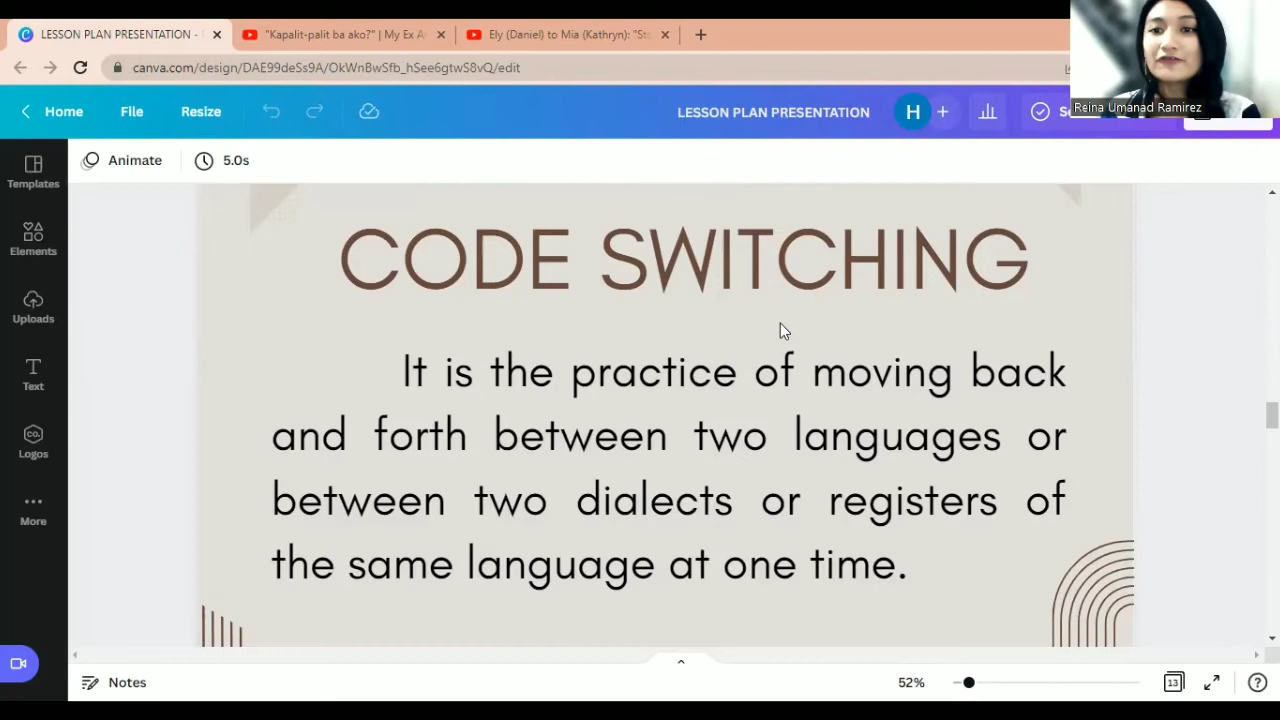 LESSON PLAN PRESENTATION -
"Kapalit-palit ba ako?" | My Ex A
Ely (Daniel) to Mia (Kathryn): "Sto
canva.com/design/DAE99deSs9A/OkWnBwSfb_hSee6gtwS8vQ/edit
Reina Umanad Ramirez
Home File Resize LESSON PLAN PRESENTATION H
Animate 5.0s
Templates
Elements
Uploads
Text
CO.
Logos
More
CODE SWITCHING
It is the practice of moving back
and forth between two languages or
between two dialects or registers of
the same language at one time.
Notes 52% 13